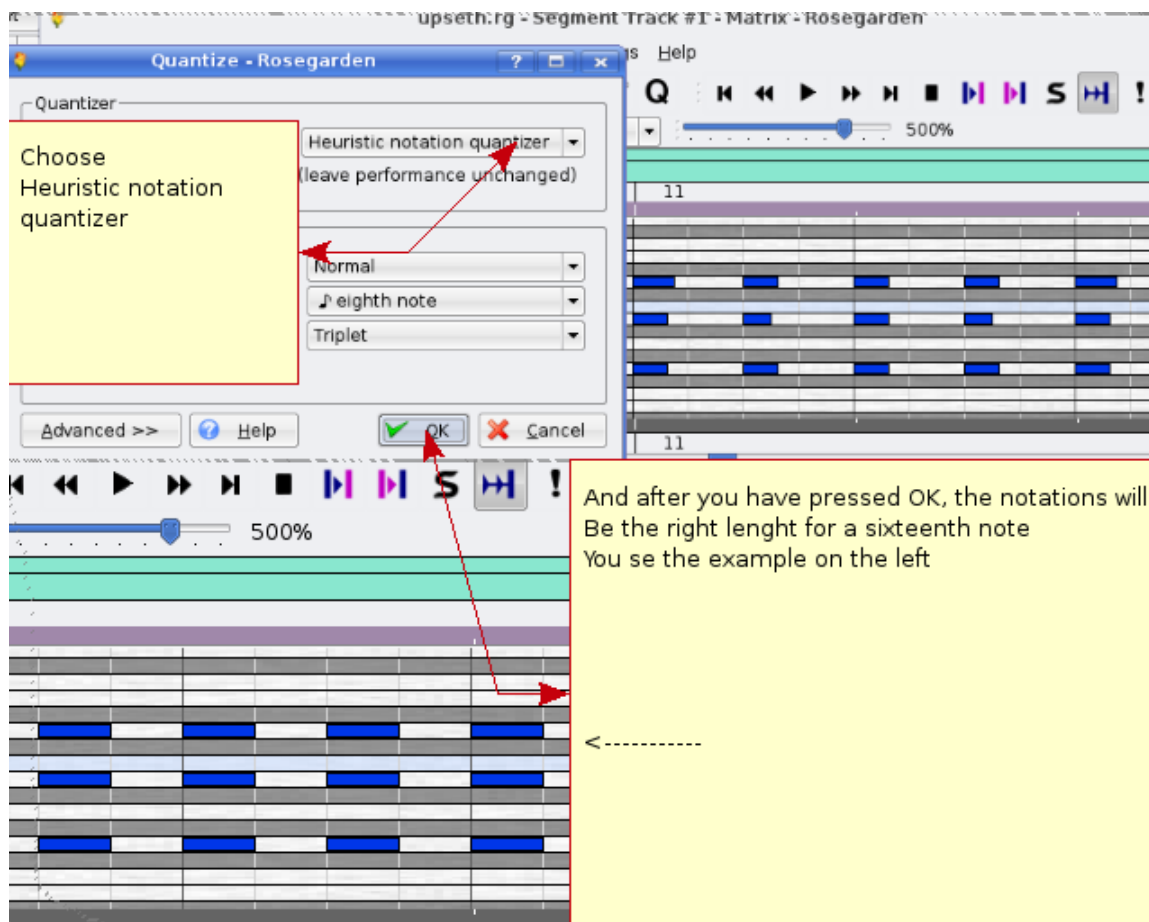 upseth.rg - Segment Track #1 - Matrix - Rosegarden
Quantize - Rosegarden
? x
gs Help
Quantizer
Q S !
500%
Choose
Heuristic notation
quantizer
Heuristic notation quantizer
(leave performance unchanged)
11
Normal
eighth note
Triplet
Advanced >> Help OK Cancel
11
S !
500%
And after you have pressed OK, the notations will
Be the right lenght for a sixteenth note
You se the example on the left
<-----------